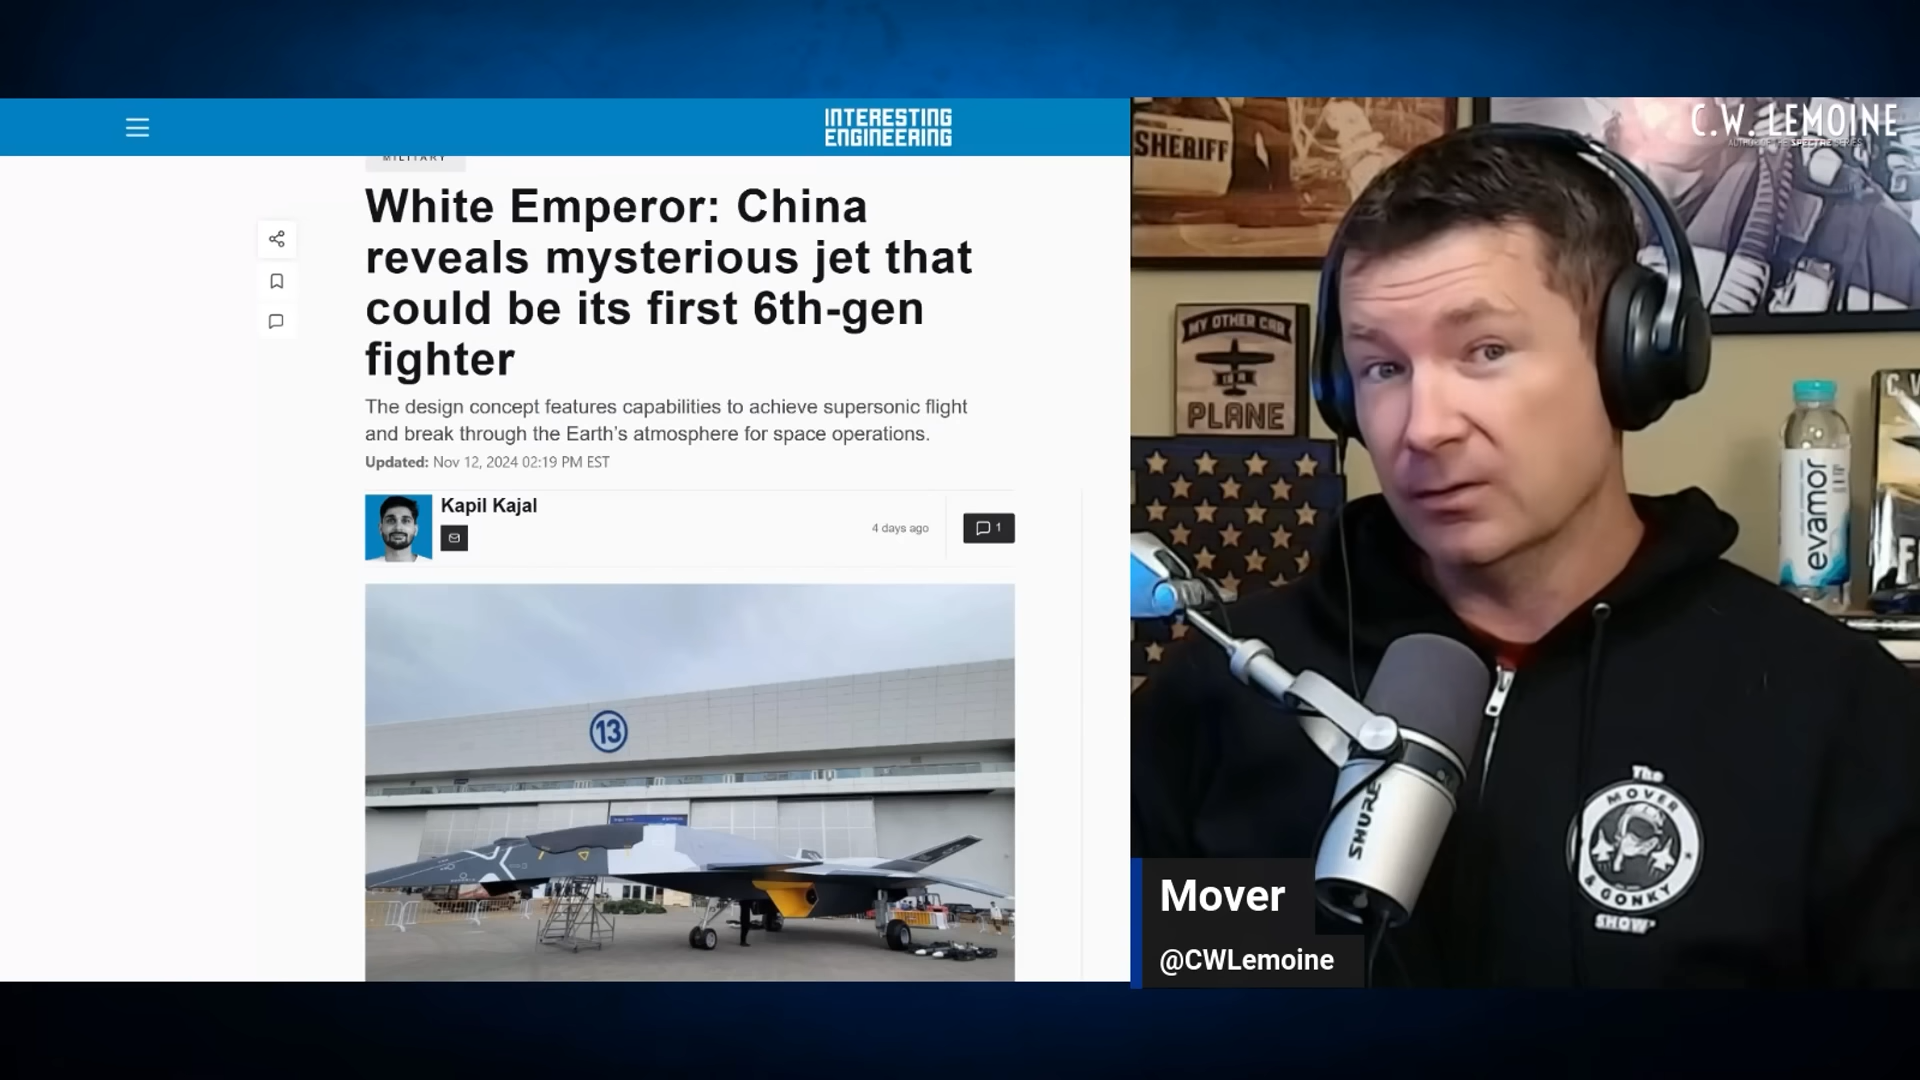 INTERESTING
ENGINEERING
MILITARY
White Emperor: China
reveals mysterious jet that
could be its first 6th-gen
fighter
The design concept features capabilities to achieve supersonic flight
and break through the Earth's atmosphere for space operations.
Updated: Nov 12, 2024 02:19 PM EST
Kapil Kajal
4 days ago
1
13
SHERIFF
C.W. LEMOINE
MY OTHER CAR
IS A
PLANE
evamor
SHURE
The
MOVER
& GONKY
SHOW
Mover
@CWLemoine